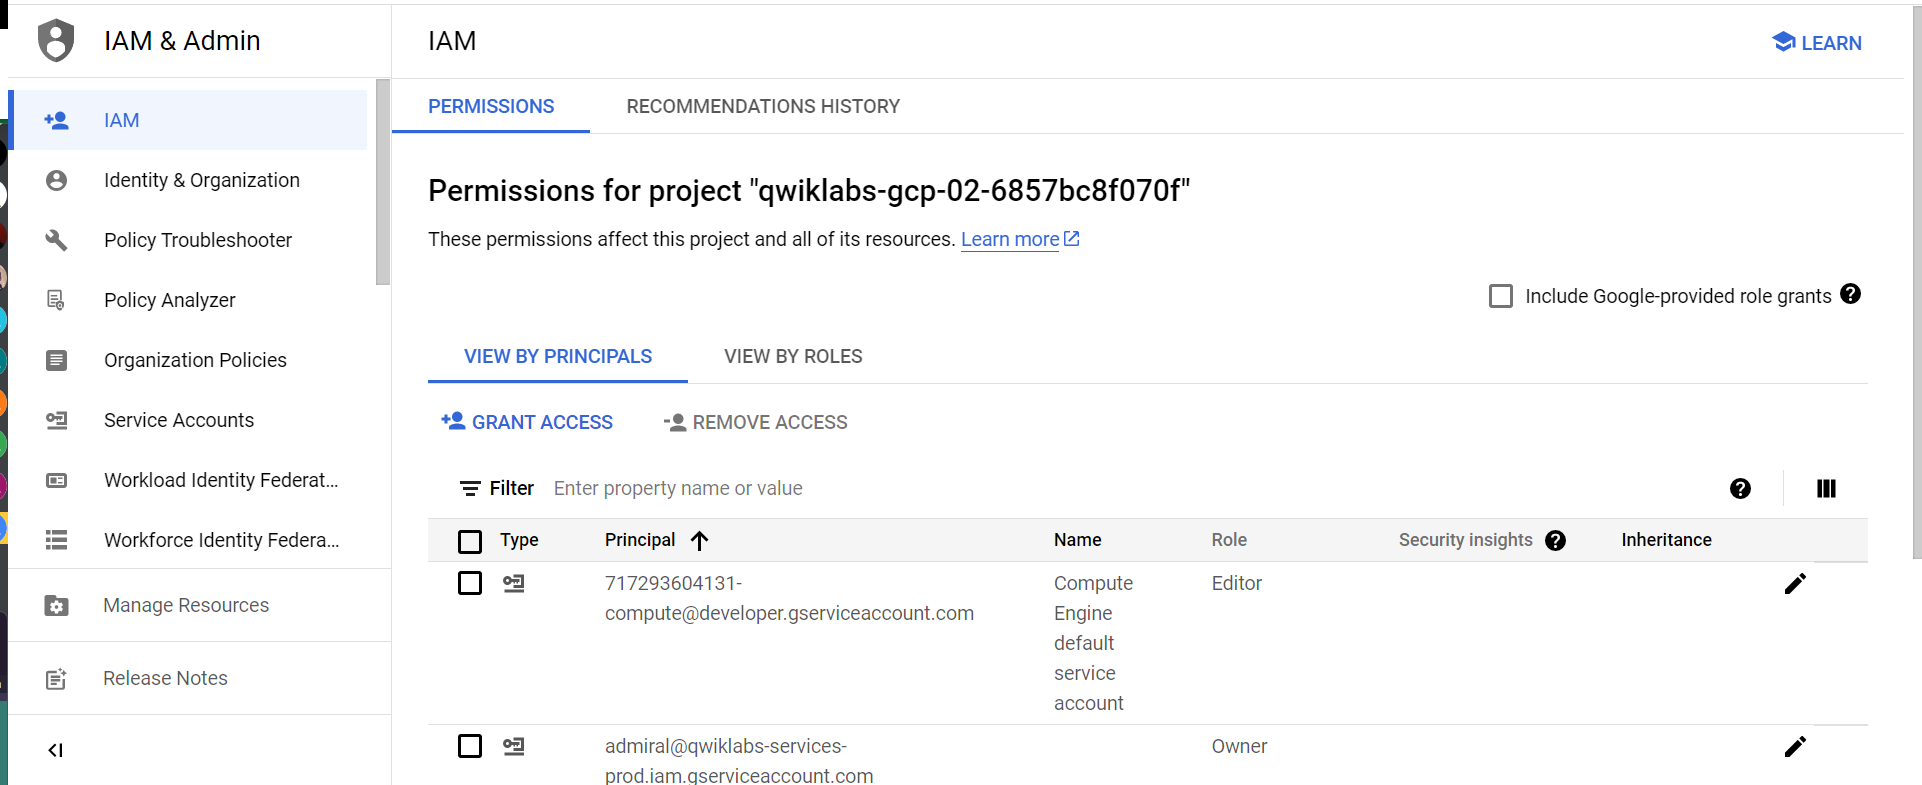 IAM & Admin
IAM
LEARN
IAM
Identity & Organization
Policy Troubleshooter
Policy Analyzer
Organization Policies
Service Accounts
Workload Identity Federat...
Workforce Identity Federa...
Manage Resources
Release Notes
PERMISSIONS
RECOMMENDATIONS HISTORY
Permissions for project "qwiklabs-gcp-02-6857bc8f070f"
These permissions affect this project and all of its resources. Learn more
Include Google-provided role grants
VIEW BY PRINCIPALS
VIEW BY ROLES
GRANT ACCESS
REMOVE ACCESS
Filter Enter property name or value
Type Principal Name Role Security insights Inheritance
717293604131-
compute@developer.gserviceaccount.com
Compute
Engine
default
service
account
Editor
admiral@qwiklabs-services-
prod.iam.gserviceaccount.com
Owner